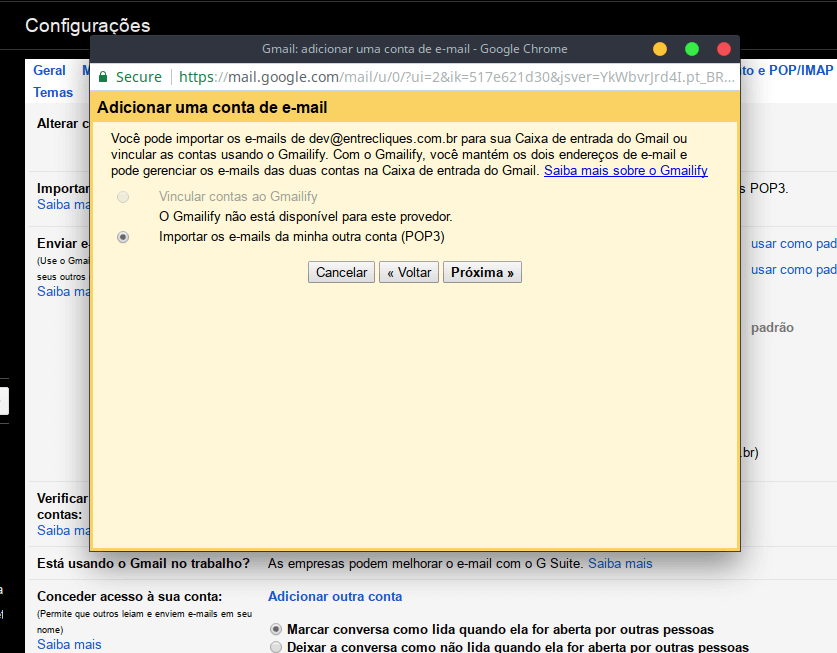 Configurações
Gmail: adicionar uma conta de e-mail - Google Chrome
Secure https://mail.google.com/mail/u/0/?ui=2&ik=517e621d30&jsver=YkWbvrJrd4I.pt_BR...
Geral
to e POP/IMAP
Temas
Adicionar uma conta de e-mail
Alterar c
Você pode importar os e-mails de dev@entrecliques.com.br para sua Caixa de entrada do Gmail ou
vincular as contas usando o Gmailify. Com o Gmailify, você mantém os dois endereços de e-mail e
pode gerenciar os e-mails das duas contas na Caixa de entrada do Gmail. Saiba mais sobre o Gmailify
Importar
s POP3.
Saiba ma
Vincular contas ao Gmailify
O Gmailify não está disponível para este provedor.
Importar os e-mails da minha outra conta (POP3)
Enviar e
usar como pad
(Use o Gmai
seus outros
usar como pad
Saiba ma
Cancelar « Voltar Próxima »
padrão
.br)
Verificar
contas:
Saiba ma
Está usando o Gmail no trabalho? As empresas podem melhorar o e-mail com o G Suite. Saiba mais
Conceder acesso à sua conta: Adicionar outra conta
(Permite que outros leiam e enviem e-mails em seu
nome)
Saiba mais
Marcar conversa como lida quando ela for aberta por outras pessoas
Deixar a conversa como não lida quando ela for aberta por outras pessoas